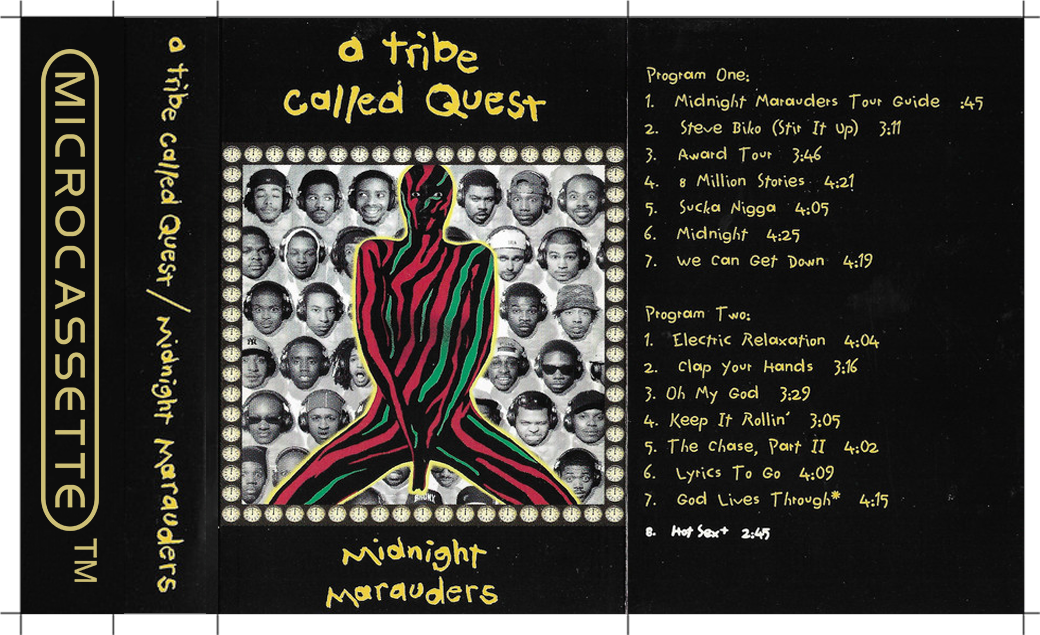 MICROCASSETTE TM
a tribe called Quest / Midnight Marauders
a tribe
called Quest
Midnight
Marauders
Program One:
1. Midnight Marauders Tour Guide :45
2. Steve Biko (Stir It Up) 3:11
3. Award Tour 3:46
4. 8 Million Stories 4:21
5. Sucka Nigga 4:05
6. Midnight 4:25
7. We Can Get Down 4:19
Program Two:
1. Electric Relaxation 4:04
2. Clap Your Hands 3:16
3. Oh My God 3:29
4. Keep It Rollin' 3:05
5. The Chase, Part II 4:02
6. Lyrics To Go 4:09
7. God Lives Through* 4:15
8. Hot Sex+ 2:45